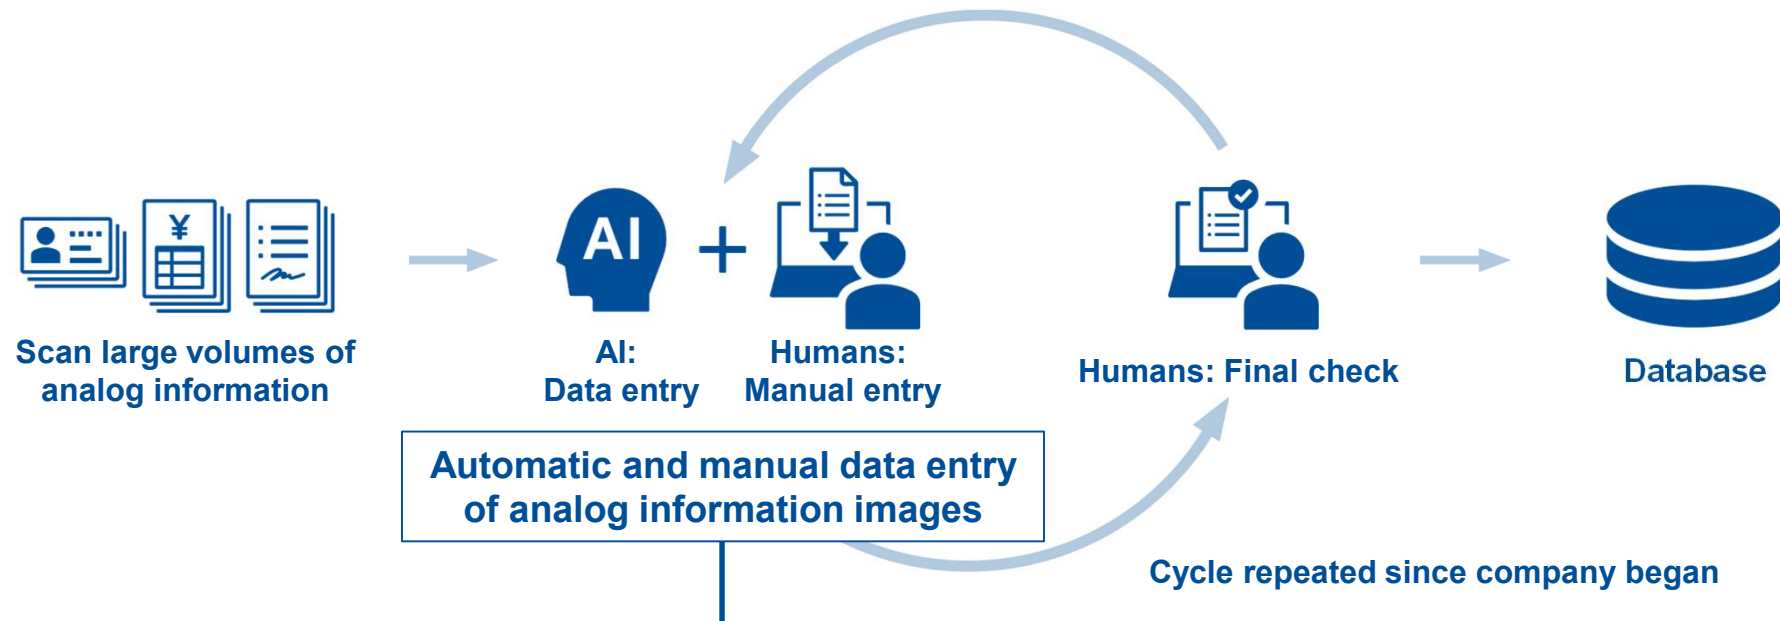 ¥
AI
Scan large volumes of
analog information
AI:
Data entry
Humans:
Manual entry
Humans: Final check
Database
Automatic and manual data entry
of analog information images
Cycle repeated since company began